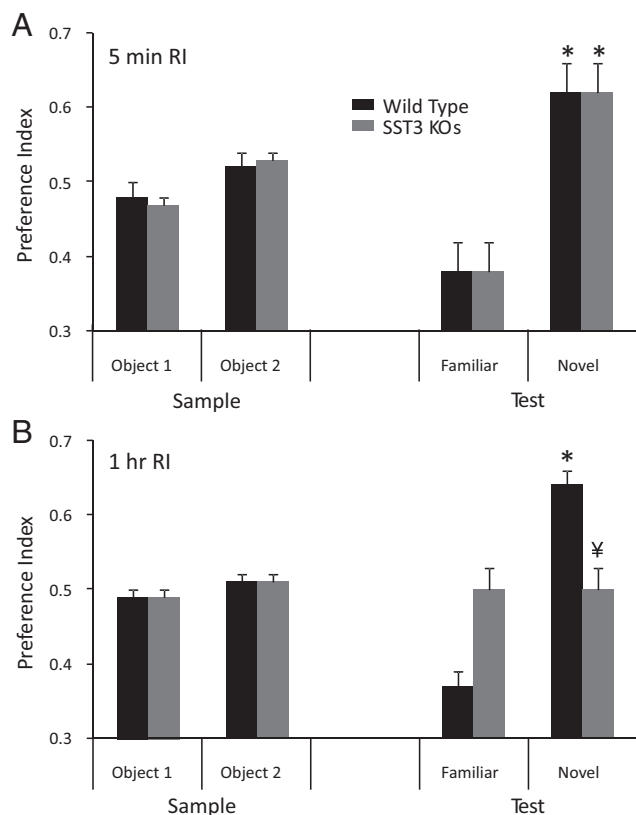 A
5 min RI
Preference Index
0.7
0.6
0.5
0.4
0.3
Wild Type
SST3 KOs
* *
Object 1 Object 2 Familiar Novel
Sample Test
B
1 hr RI
Preference Index
0.7
0.6
0.5
0.4
0.3
*
¥
Object 1 Object 2 Familiar Novel
Sample Test